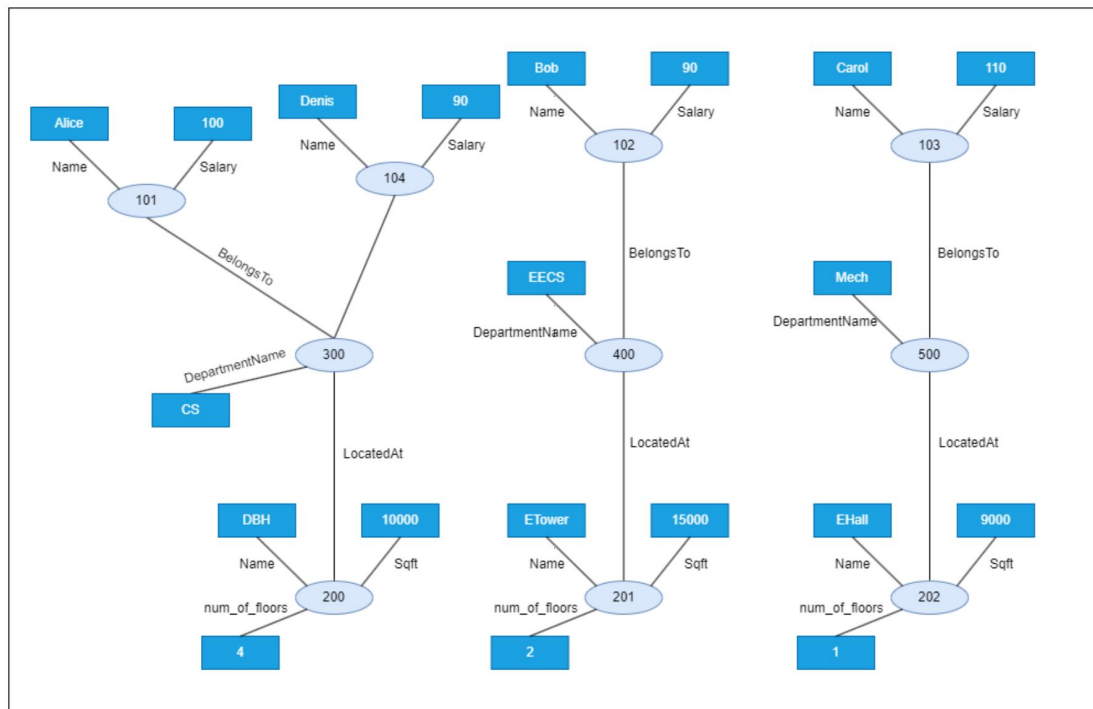 Bob
90
Carol
110
Denis
90
Name
Salary
Name
Salary
Alice
100
Name
Salary
102
103
Name
Salary
104
101
BelongsTo
BelongsTo
BelongsTo
EECS
Mech
DepartmentName
DepartmentName
300
400
500
DepartmentName
CS
LocatedAt
LocatedAt
LocatedAt
DBH
10000
ETower
15000
EHall
9000
Name
Sqft
Name
Sqft
Name
Sqft
200
201
202
num_of_floors
num_of_floors
num_of_floors
4
2
1